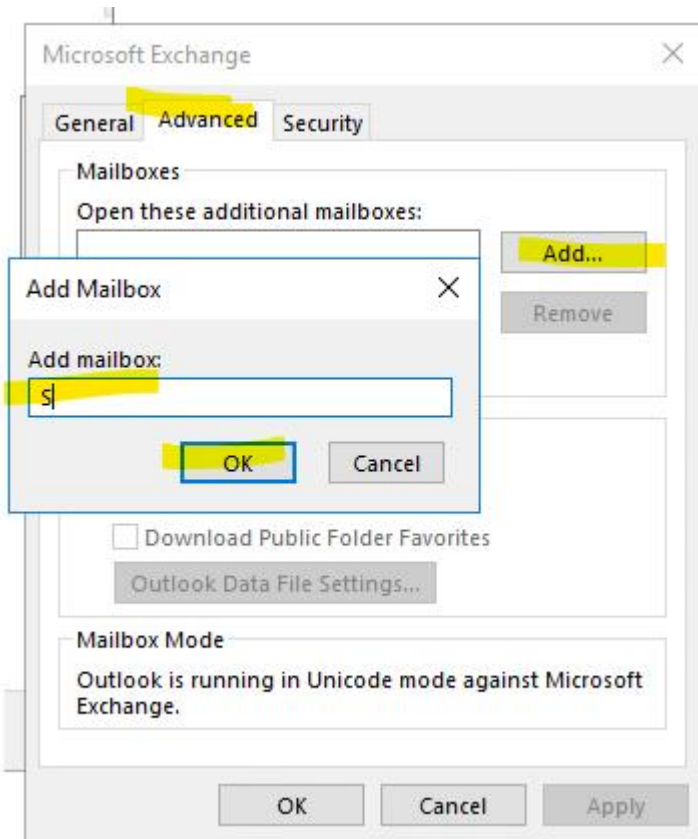 Microsoft Exchange
General Advanced Security
Mailboxes
Open these additional mailboxes:
Add...
Remove
Add Mailbox
Add mailbox:
S
OK Cancel
Download Public Folder Favorites
Outlook Data File Settings...
Mailbox Mode
Outlook is running in Unicode mode against Microsoft
Exchange.
OK Cancel Apply